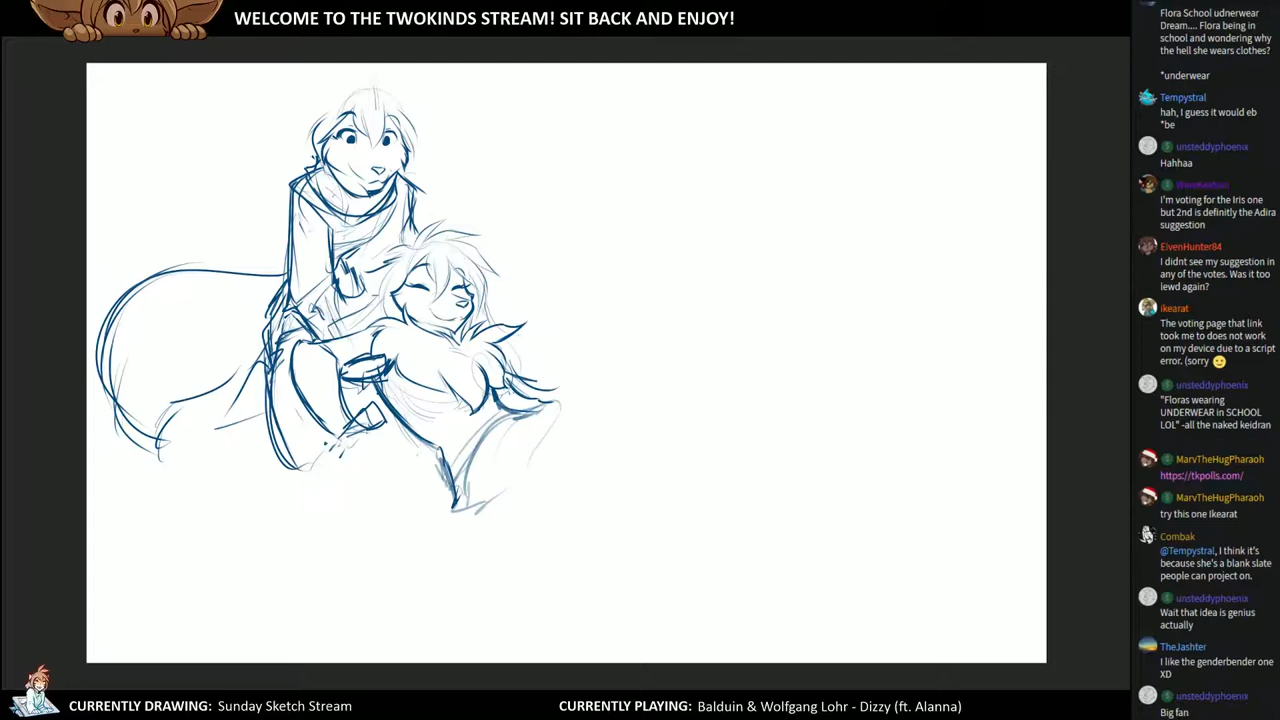 WELCOME TO THE TWOKINDS STREAM! SIT BACK AND ENJOY!
Flora School udnerwear
Dream.... Flora being in
school and wondering why
the hell she wears clothes?
*underwear
Tempystral
hah, I guess it would eb
*be
unsteddyphoenix
Hahhaa
I'm voting for the Iris one
but 2nd is definitly the Adira
suggestion
ElvenHunter84
I didnt see my suggestion in
any of the votes. Was it too
lewd again?
ikearat
The voting page that link
took me to does not work
on my device due to a script
error. (sorry 🙂
unsteddyphoenix
"Floras wearing
UNDERWEAR in SCHOOL
LOL" -all the naked keidran
MarvTheHugPharaoh
https://tkpolls.com/
MarvTheHugPharaoh
try this one Ikearat
Combak
@Tempystral, I think it's
because she's a blank slate
people can project on.
unsteddyphoenix
Wait that idea is genius
actually
TheJashter
I like the genderbender one
XD
unsteddyphoenix
Big fan
CURRENTLY DRAWING: Sunday Sketch Stream
CURRENTLY PLAYING: Balduin & Wolfgang Lohr - Dizzy (ft. Alanna)